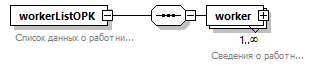 workerListOPK
worker
Список данных о работни...
1..∞
Сведения о работн...